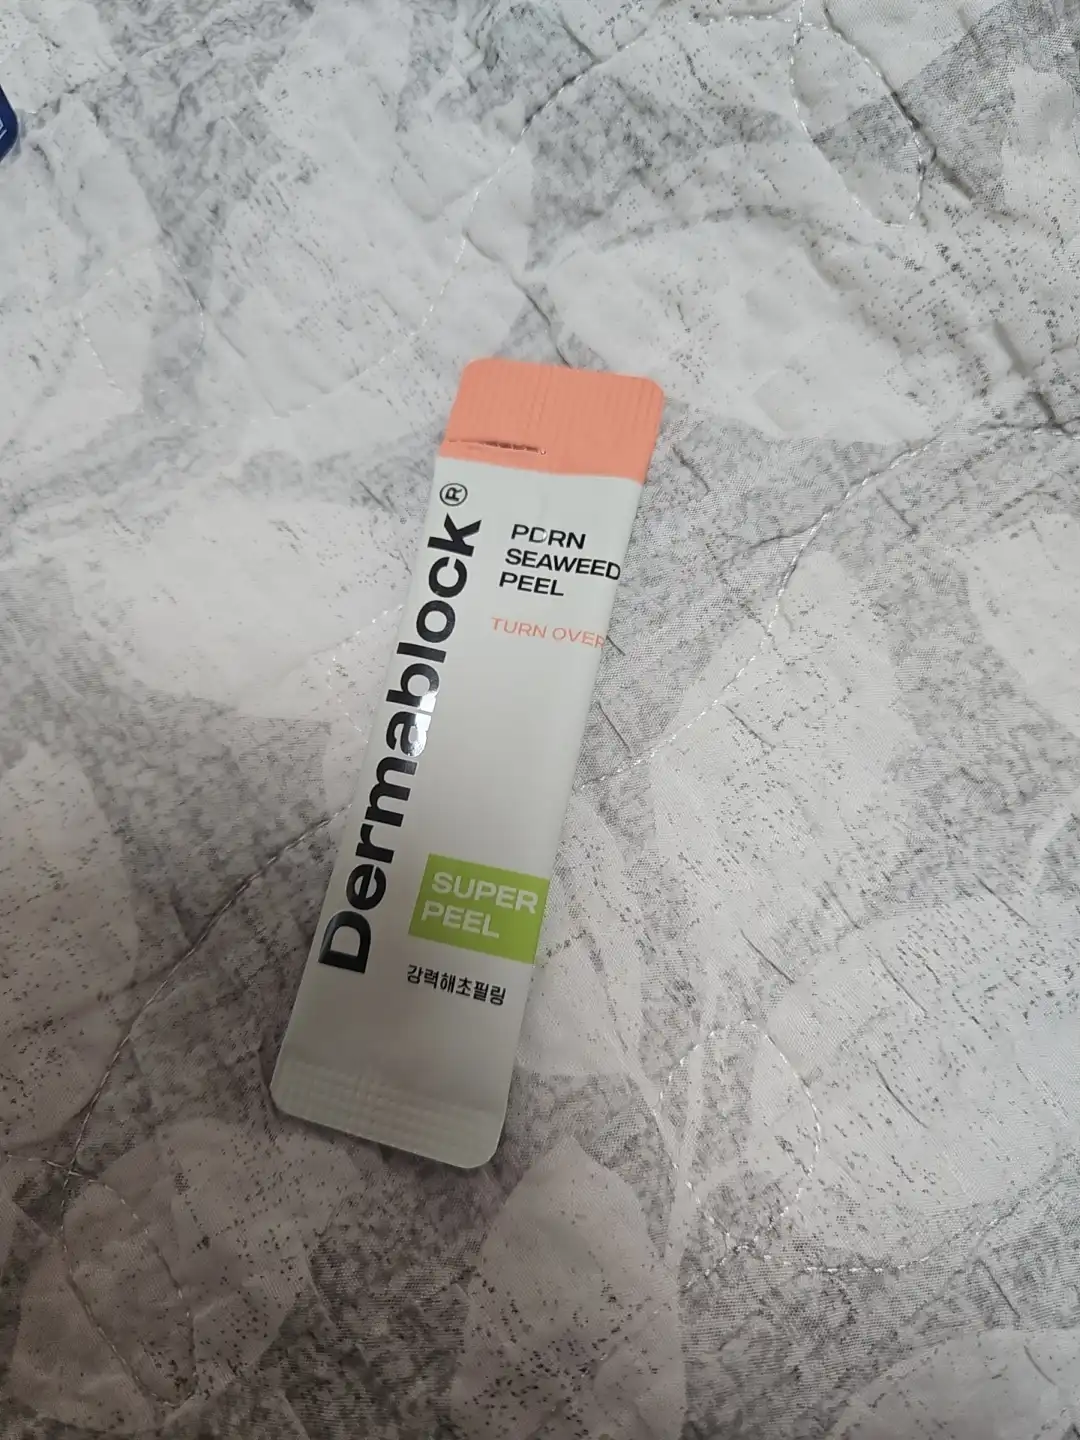 Dermablock®
PDRN
SEAWEED
PEEL
TURN OVER
SUPER
PEEL
강력해초필링